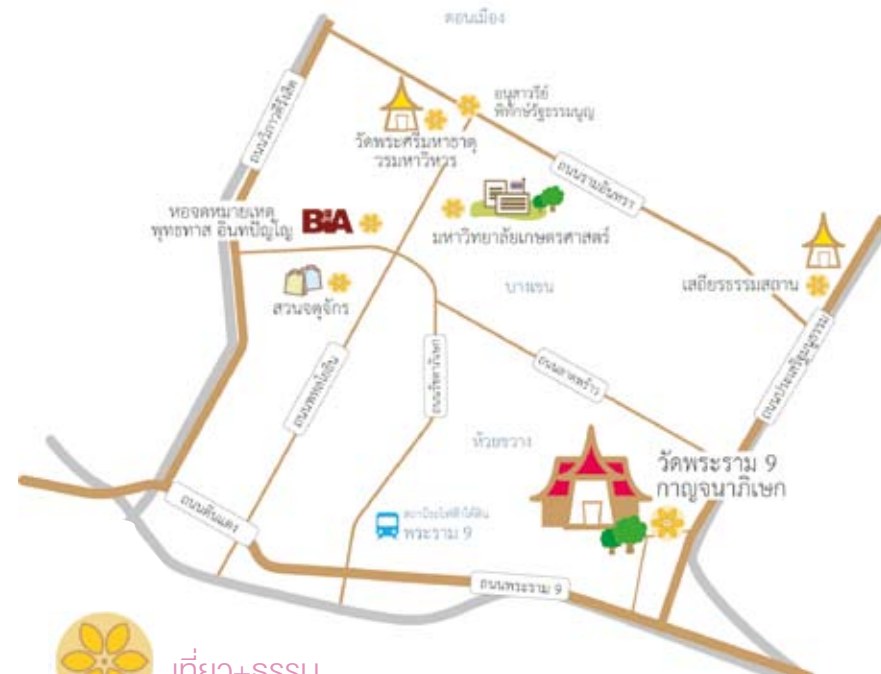 ดอนเมือง
อนุสาวรีย์
พิทักษ์รัฐธรรมนูญ
ถนนวิภาวดีรังสิต
วัดพระศรีมหาธาตุ
วรมหาวิหาร
ถนนรามอินทรา
หอจดหมายเหตุ
พุทธทาส อินทปัญโญ
BIA
มหาวิทยาลัยเกษตรศาสตร์
เสถียรธรรมสถาน
สวนจตุจักร
บางเขน
ถนนพหลโยธิน
ถนนรัชดาภิเษก
ถนนลาดพร้าว
ถนนประเสริฐมนูธรรม
ห้วยขวาง
วัดพระราม 9
กาญจนาภิเษก
ถนนดินแดง
สถานีรถไฟฟ้าใต้ดิน
พระราม 9
ถนนพระราม 9
เที่ยว+ธรรม